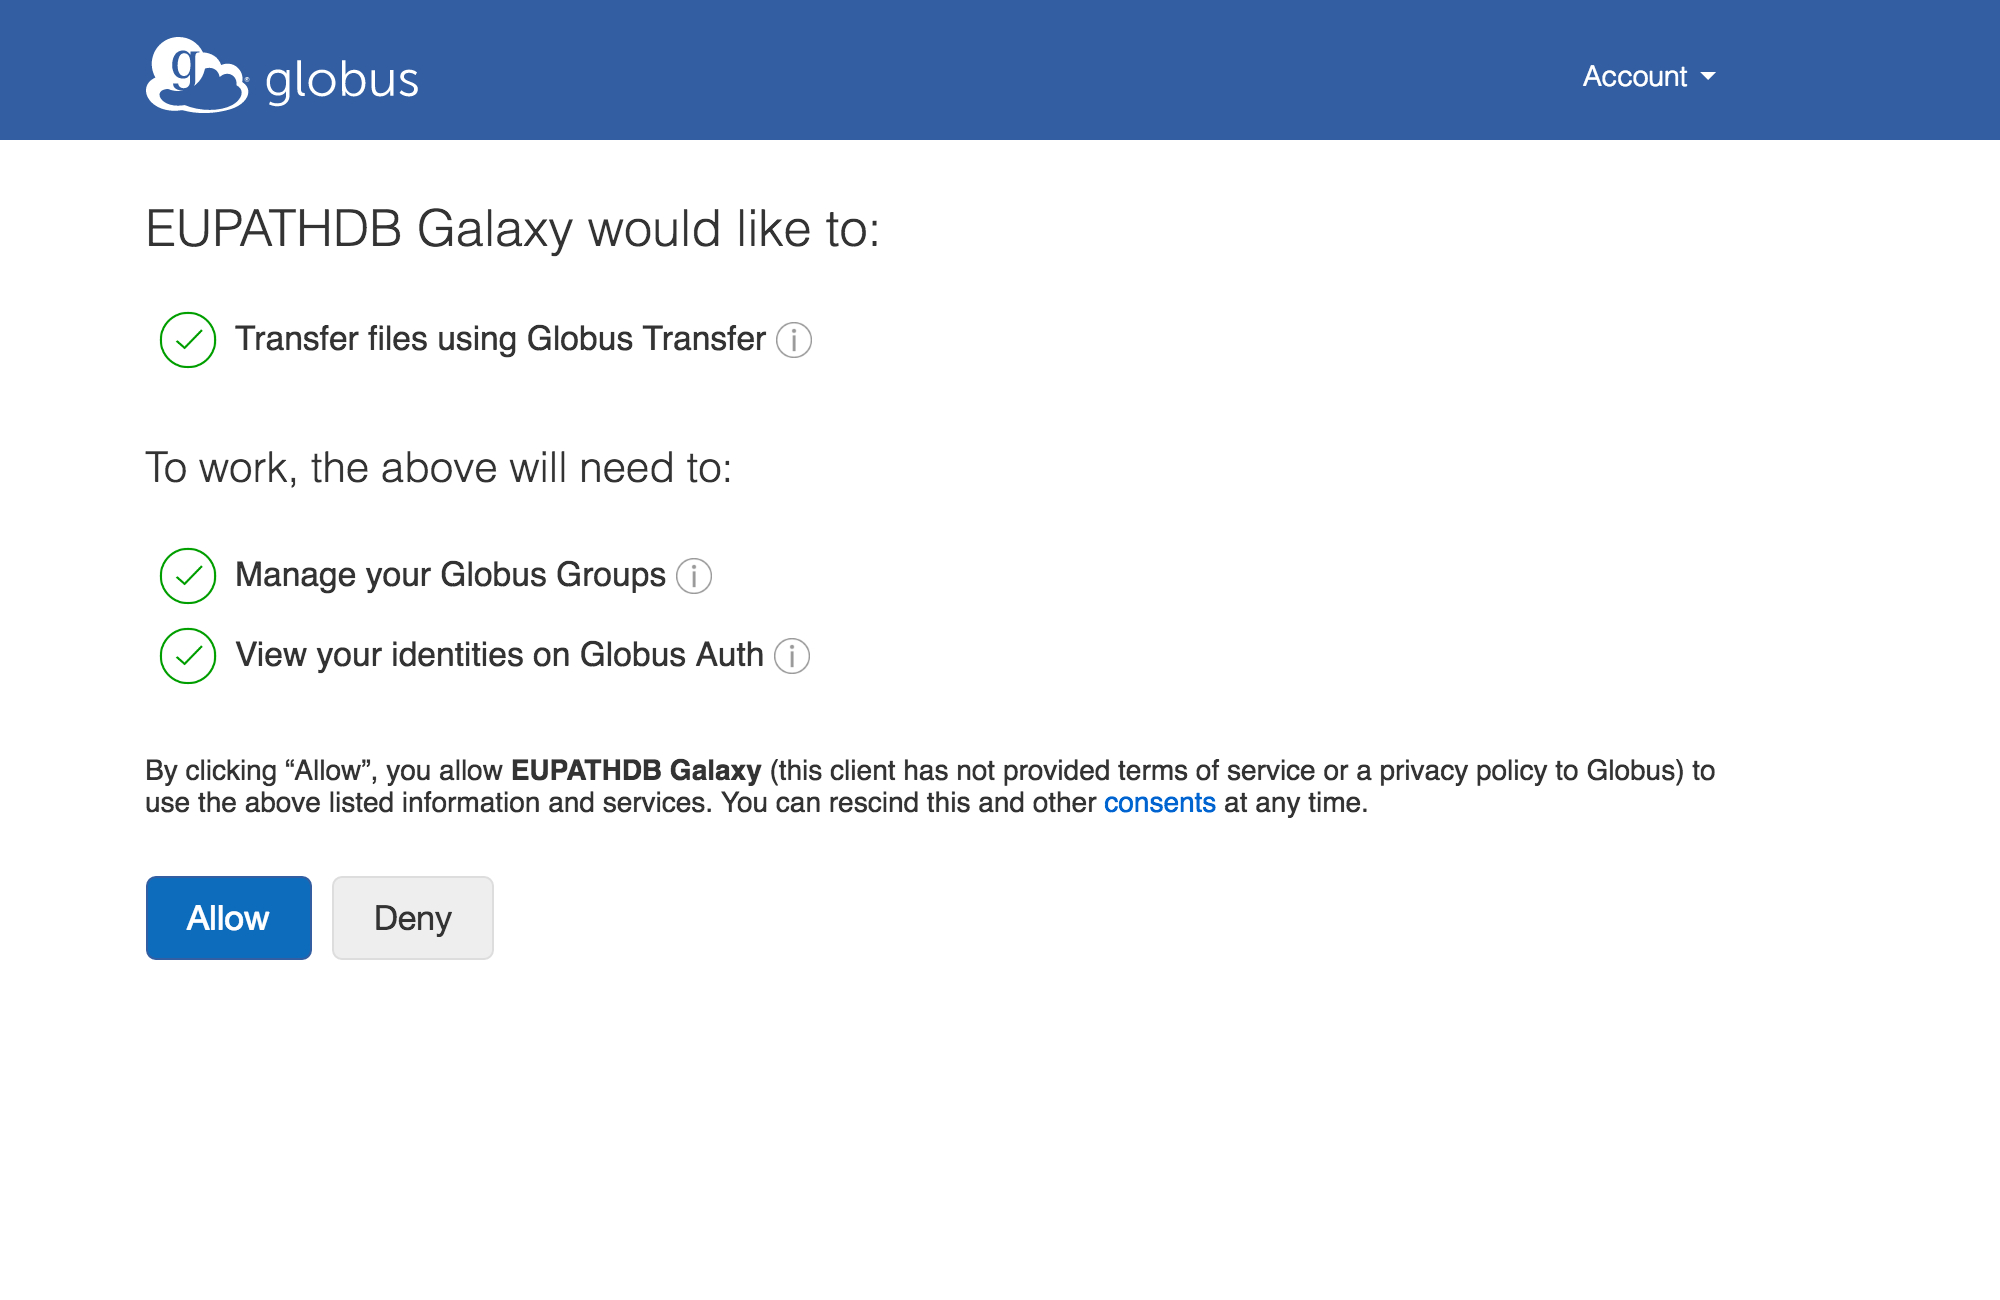 globus
Account
EUPATHDB Galaxy would like to:
Transfer files using Globus Transfer
To work, the above will need to:
Manage your Globus Groups
View your identities on Globus Auth
By clicking “Allow”, you allow EUPATHDB Galaxy (this client has not provided terms of service or a privacy policy to Globus) to
use the above listed information and services. You can rescind this and other consents at any time.
Allow Deny